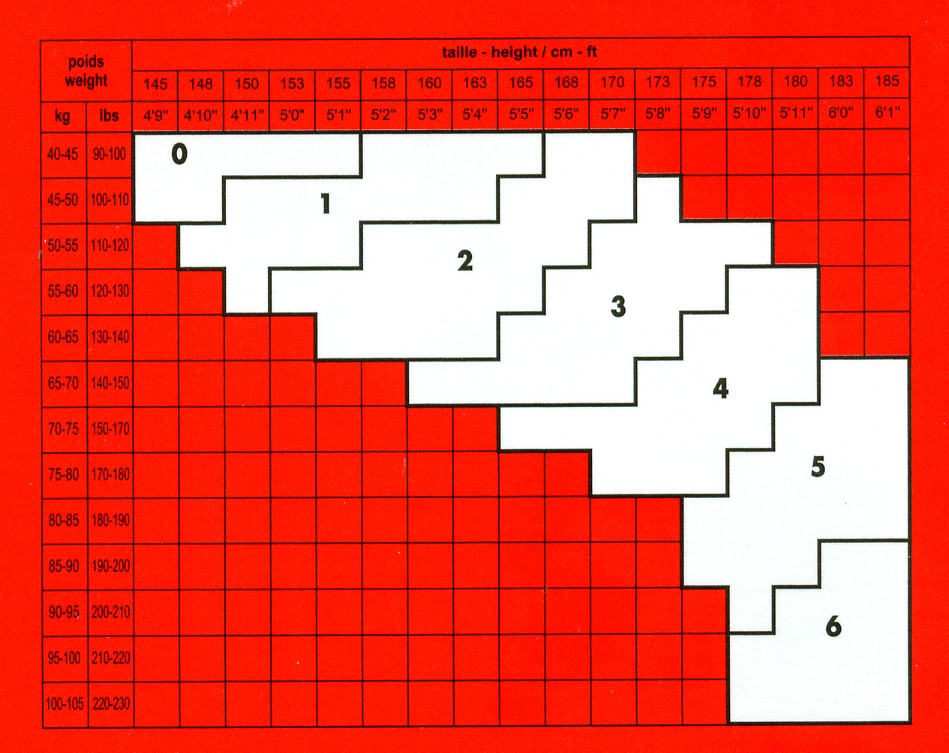 poids
weight
taille - height / cm - ft
145 148 150 153 155 158 160 163 165 168 170 173 175 178 180 183 185
kg lbs 4'9" 4'10" 4'11" 5'0" 5'1" 5'2" 5'3" 5'4" 5'5" 5'6" 5'7" 5'8" 5'9" 5'10" 5'11" 6'0" 6'1"
40-45 90-100 0
45-50 100-110 1
50-55 110-120 2
55-60 120-130 3
60-65 130-140
65-70 140-150 4
70-75 150-170
75-80 170-180 5
80-85 180-190
85-90 190-200
90-95 200-210 6
95-100 210-220
100-105 220-230